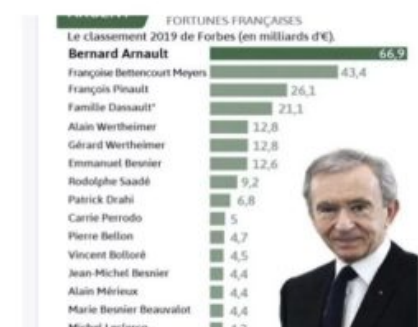 FORTUNES FRANÇAISES
Le classement 2019 de Forbes (en milliards d'€).
Bernard Arnault 66,9
Françoise Bettencourt Meyers 43,4
François Pinault 26,1
Famille Dassault* 21,1
Alain Wertheimer 12,8
Gérard Wertheimer 12,8
Emmanuel Besnier 12,6
Rodolphe Saadé 9,2
Patrick Drahi 6,8
Carrie Perrodo 5
Pierre Bellon 4,7
Vincent Bolloré 4,5
Jean-Michel Besnier 4,4
Alain Mérieux 4,4
Marie Besnier Beauvalot 4,4